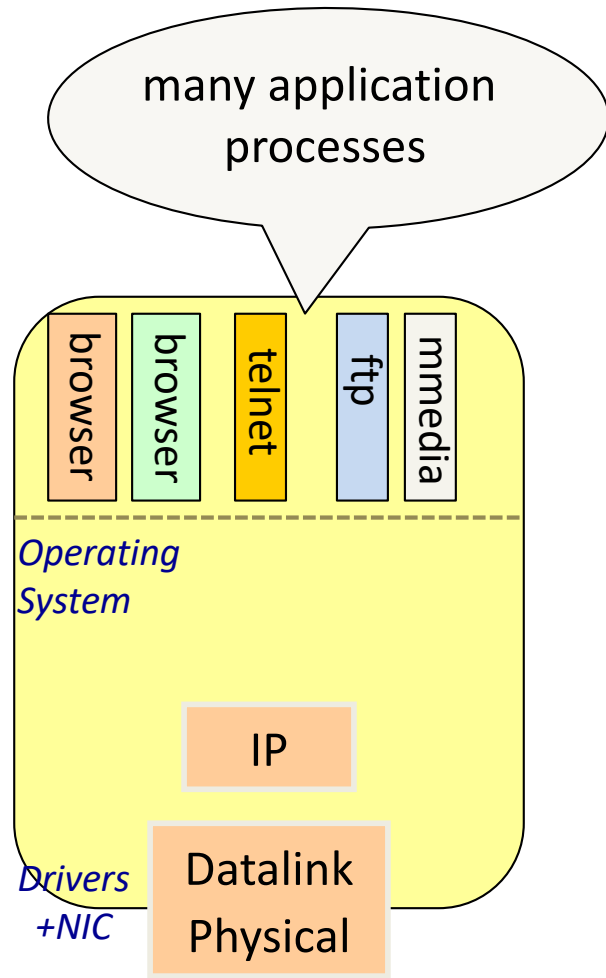 many application
processes
browser
browser
telnet
ftp
mmedia
Operating
System
IP
Datalink
Physical
Drivers
+NIC